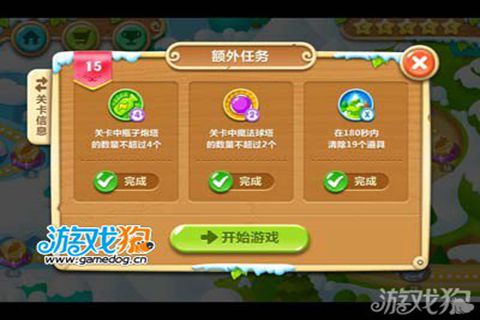 额外任务
15
关卡信息
4
2
X
关卡中瓶子炮塔
的数量不超过4个
关卡中魔法球塔
的数量不超过2个
在180秒内
清除19个道具
完成
完成
完成
开始游戏
游戏狗
www.gamedog.cn
游戏狗